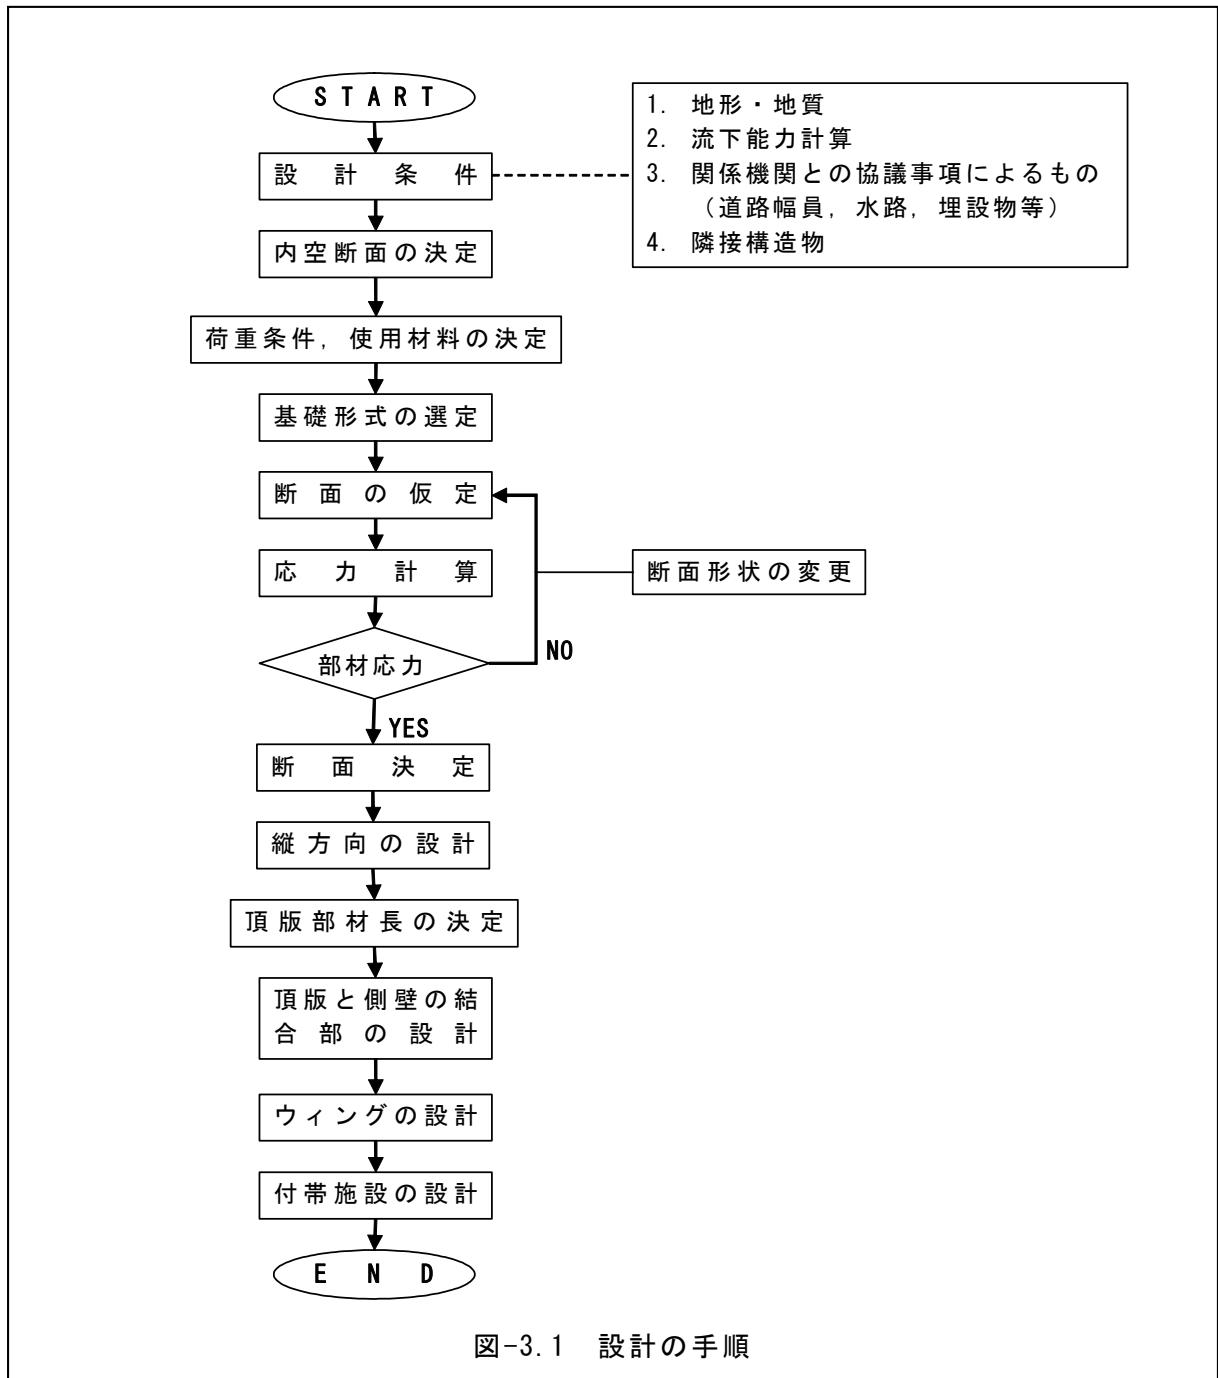 START
設計条件
1. 地形・地質
2. 流下能力計算
3. 関係機関との協議事項によるもの
（道路幅員，水路，埋設物等）
4. 隣接構造物
内空断面の決定
荷重条件，使用材料の決定
基礎形式の選定
断面の仮定
応力計算
断面形状の変更
部材応力
NO
YES
断面決定
縦方向の設計
頂版部材長の決定
頂版と側壁の結
合部の設計
ウィングの設計
付帯施設の設計
END
図-3.1 設計の手順